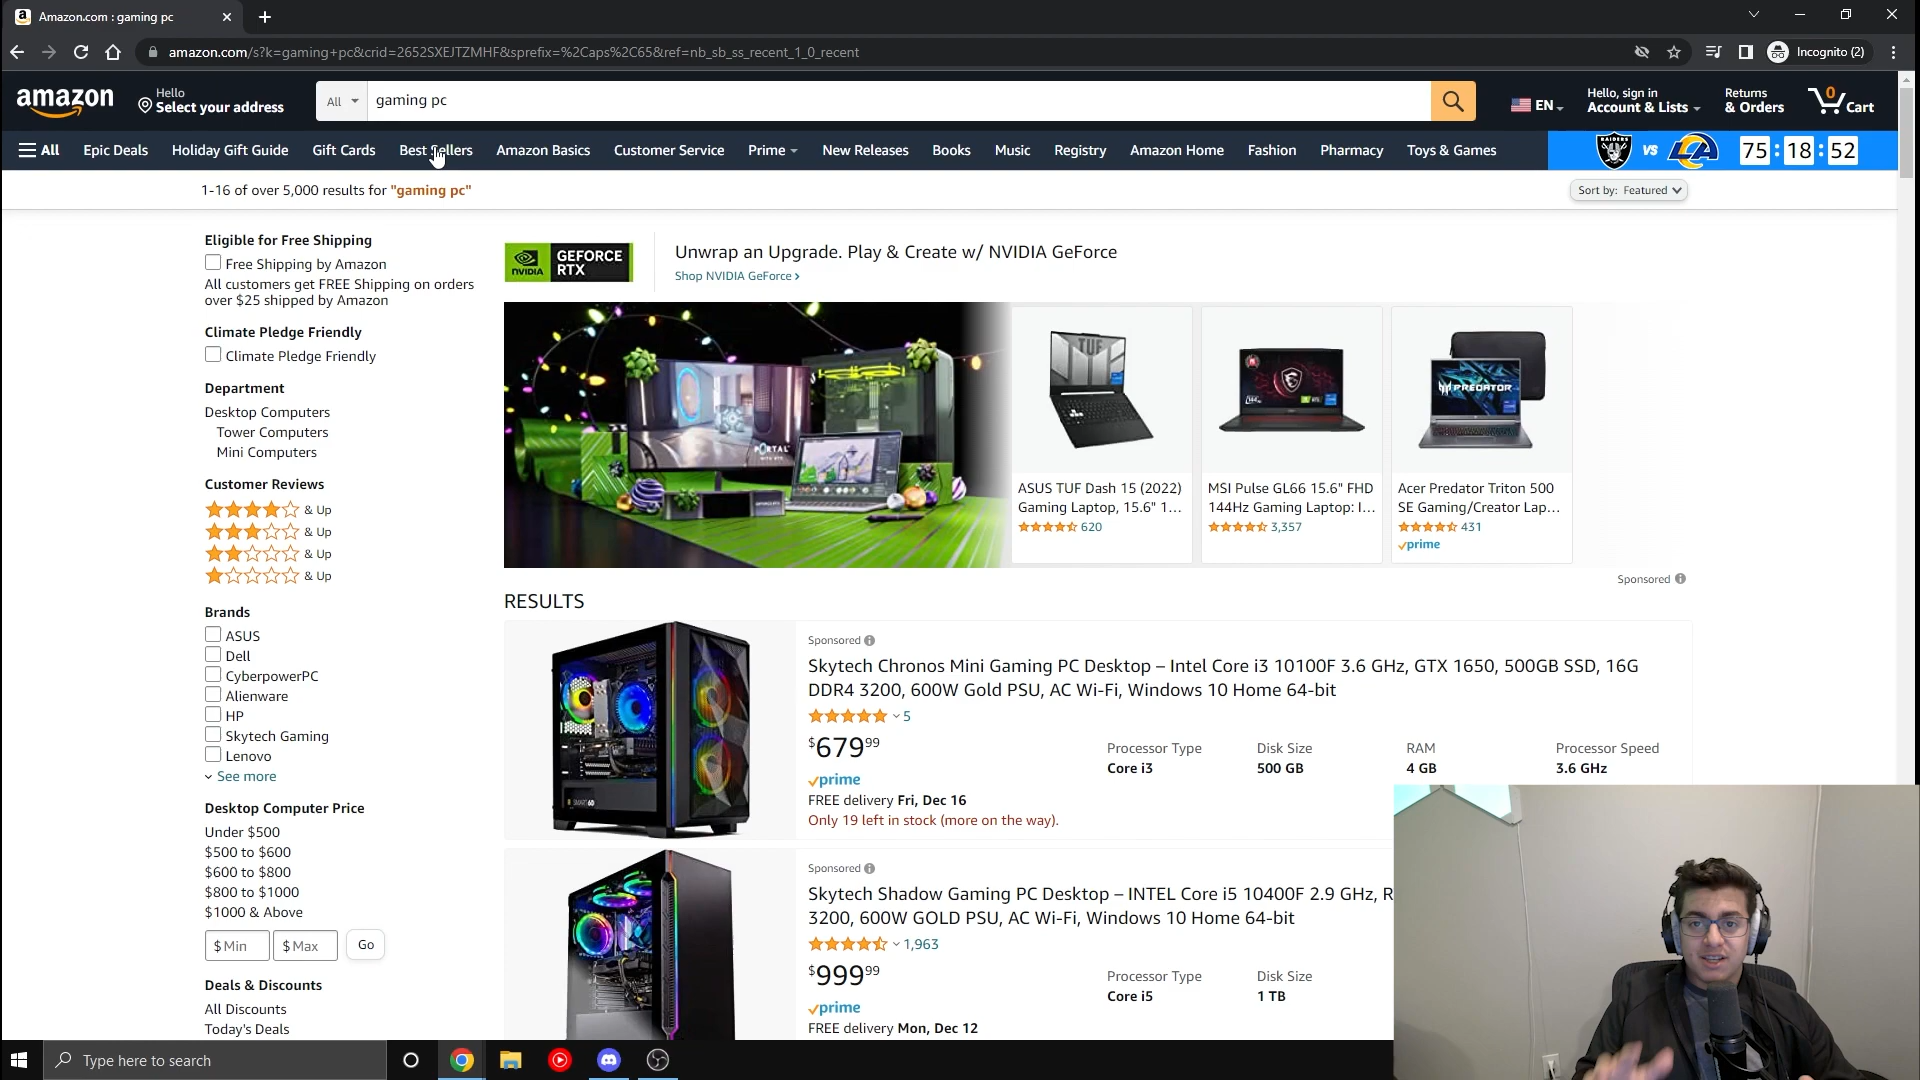 Amazon.com : gaming pc
amazon.com/s?k=gaming+pc&crid=2652SXEJTZMHF&sprefix=%2Caps%2C65&ref=nb_sb_ss_recent_1_0_recent
Incognito (2)
amazon
Hello
Select your address
All
gaming pc
EN
Hello, sign in
Account & Lists
Returns
& Orders
0
Cart
All
Epic Deals
Holiday Gift Guide
Gift Cards
Best Sellers
Amazon Basics
Customer Service
Prime
New Releases
Books
Music
Registry
Amazon Home
Fashion
Pharmacy
Toys & Games
RAIDERS
VS
75 : 18 : 52
1-16 of over 5,000 results for "gaming pc"
Sort by: Featured
Eligible for Free Shipping
Free Shipping by Amazon
All customers get FREE Shipping on orders
over $25 shipped by Amazon
Climate Pledge Friendly
Climate Pledge Friendly
Department
Desktop Computers
Tower Computers
Mini Computers
Customer Reviews
& Up
& Up
& Up
& Up
Brands
ASUS
Dell
CyberpowerPC
Alienware
HP
Skytech Gaming
Lenovo
See more
Desktop Computer Price
Under $500
$500 to $600
$600 to $800
$800 to $1000
$1000 & Above
$ Min
$ Max
Go
Deals & Discounts
All Discounts
Today's Deals
NVIDIA
GEFORCE
RTX
Unwrap an Upgrade. Play & Create w/ NVIDIA GeForce
Shop NVIDIA GeForce ›
PORTAL
TUF
PREDATOR
ASUS TUF Dash 15 (2022)
Gaming Laptop, 15.6" 1...
620
MSI Pulse GL66 15.6" FHD
144Hz Gaming Laptop: I...
3,357
Acer Predator Triton 500
SE Gaming/Creator Lap...
431
prime
Sponsored
RESULTS
Sponsored
Skytech Chronos Mini Gaming PC Desktop – Intel Core i3 10100F 3.6 GHz, GTX 1650, 500GB SSD, 16G
DDR4 3200, 600W Gold PSU, AC Wi-Fi, Windows 10 Home 64-bit
5
$67999
prime
FREE delivery Fri, Dec 16
Only 19 left in stock (more on the way).
Processor Type
Core i3
Disk Size
500 GB
RAM
4 GB
Processor Speed
3.6 GHz
Sponsored
Skytech Shadow Gaming PC Desktop – INTEL Core i5 10400F 2.9 GHz, R
3200, 600W GOLD PSU, AC Wi-Fi, Windows 10 Home 64-bit
1,963
$99999
prime
FREE delivery Mon, Dec 12
Processor Type
Core i5
Disk Size
1 TB
Type here to search